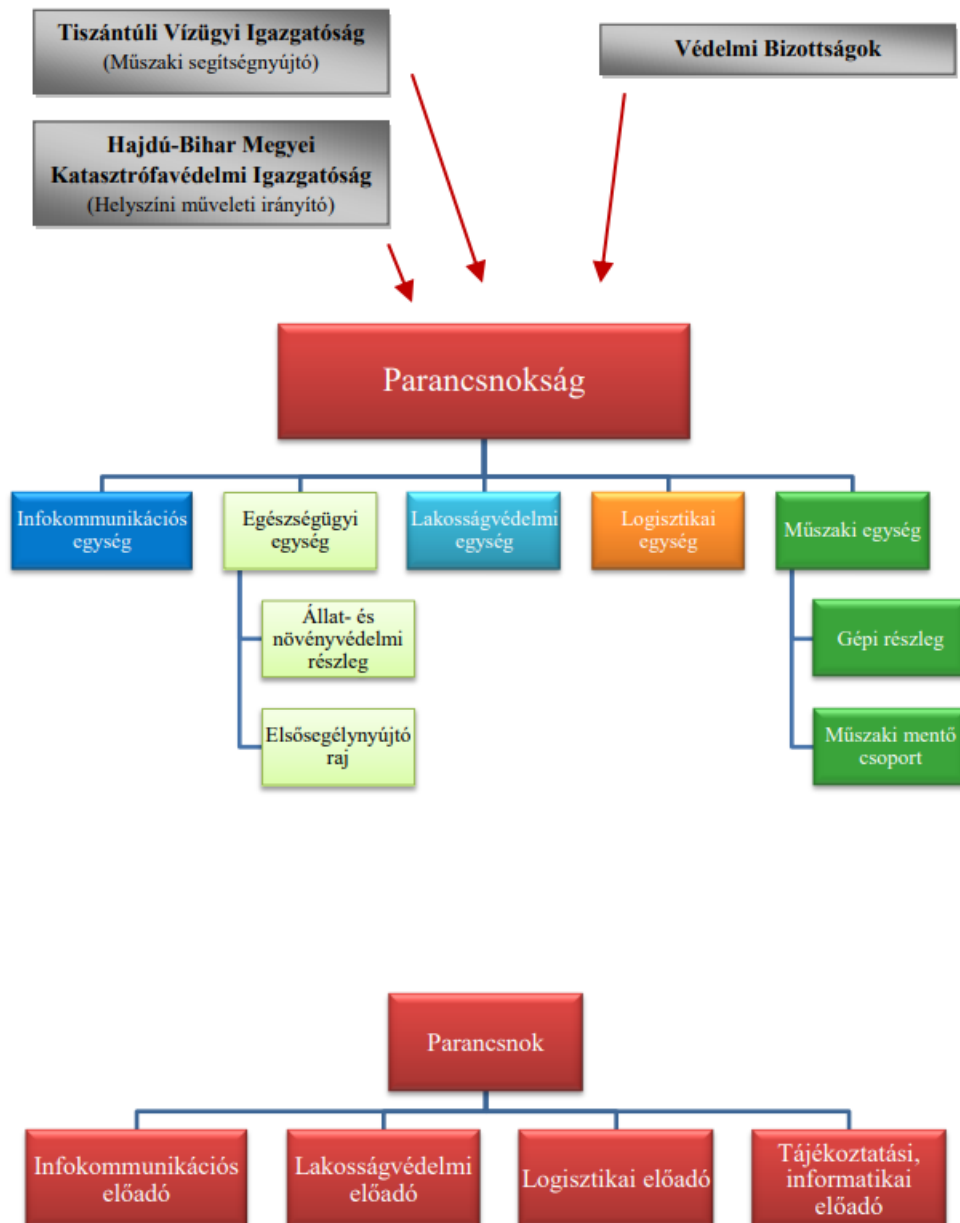 Tiszántúli Vízügyi Igazgatóság
(Műszaki segítségnyújtó)
Védelmi Bizottságok
Hajdú-Bihar Megyei
Katasztrófavédelmi Igazgatóság
(Helyszíni műveleti irányító)
Parancsnokság
Infokommunikációs
egység
Egészségügyi
egység
Lakosságvédelmi
egység
Logisztikai
egység
Műszaki egység
Állat- és
növényvédelmi
részleg
Gépi részleg
Elsősegélynyújtó
raj
Műszaki mentő
csoport
Parancsnok
Infokommunikációs
előadó
Lakosságvédelmi
előadó
Logisztikai előadó
Tájékoztatási,
informatikai
előadó